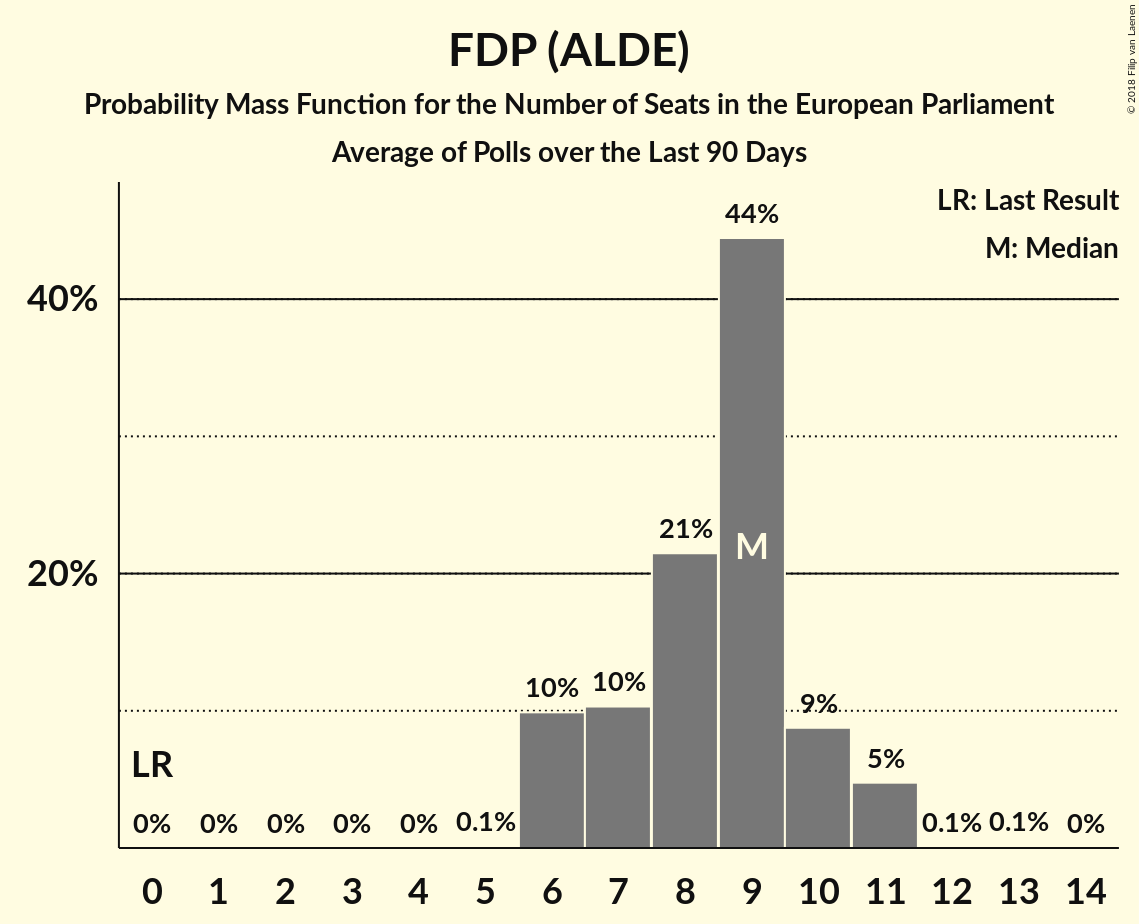 FDP (ALDE)
Probability Mass Function for the Number of Seats in the European Parliament
Average of Polls over the Last 90 Days
© 2018 Filip van Laenen
LR: Last Result
M: Median
44%
40%
21%
M
20%
10% 10%
9%
5%
LR
0% 0% 0% 0% 0% 0.1% 0.1% 0.1% 0%
0 1 2 3 4 5 6 7 8 9 10 11 12 13 14